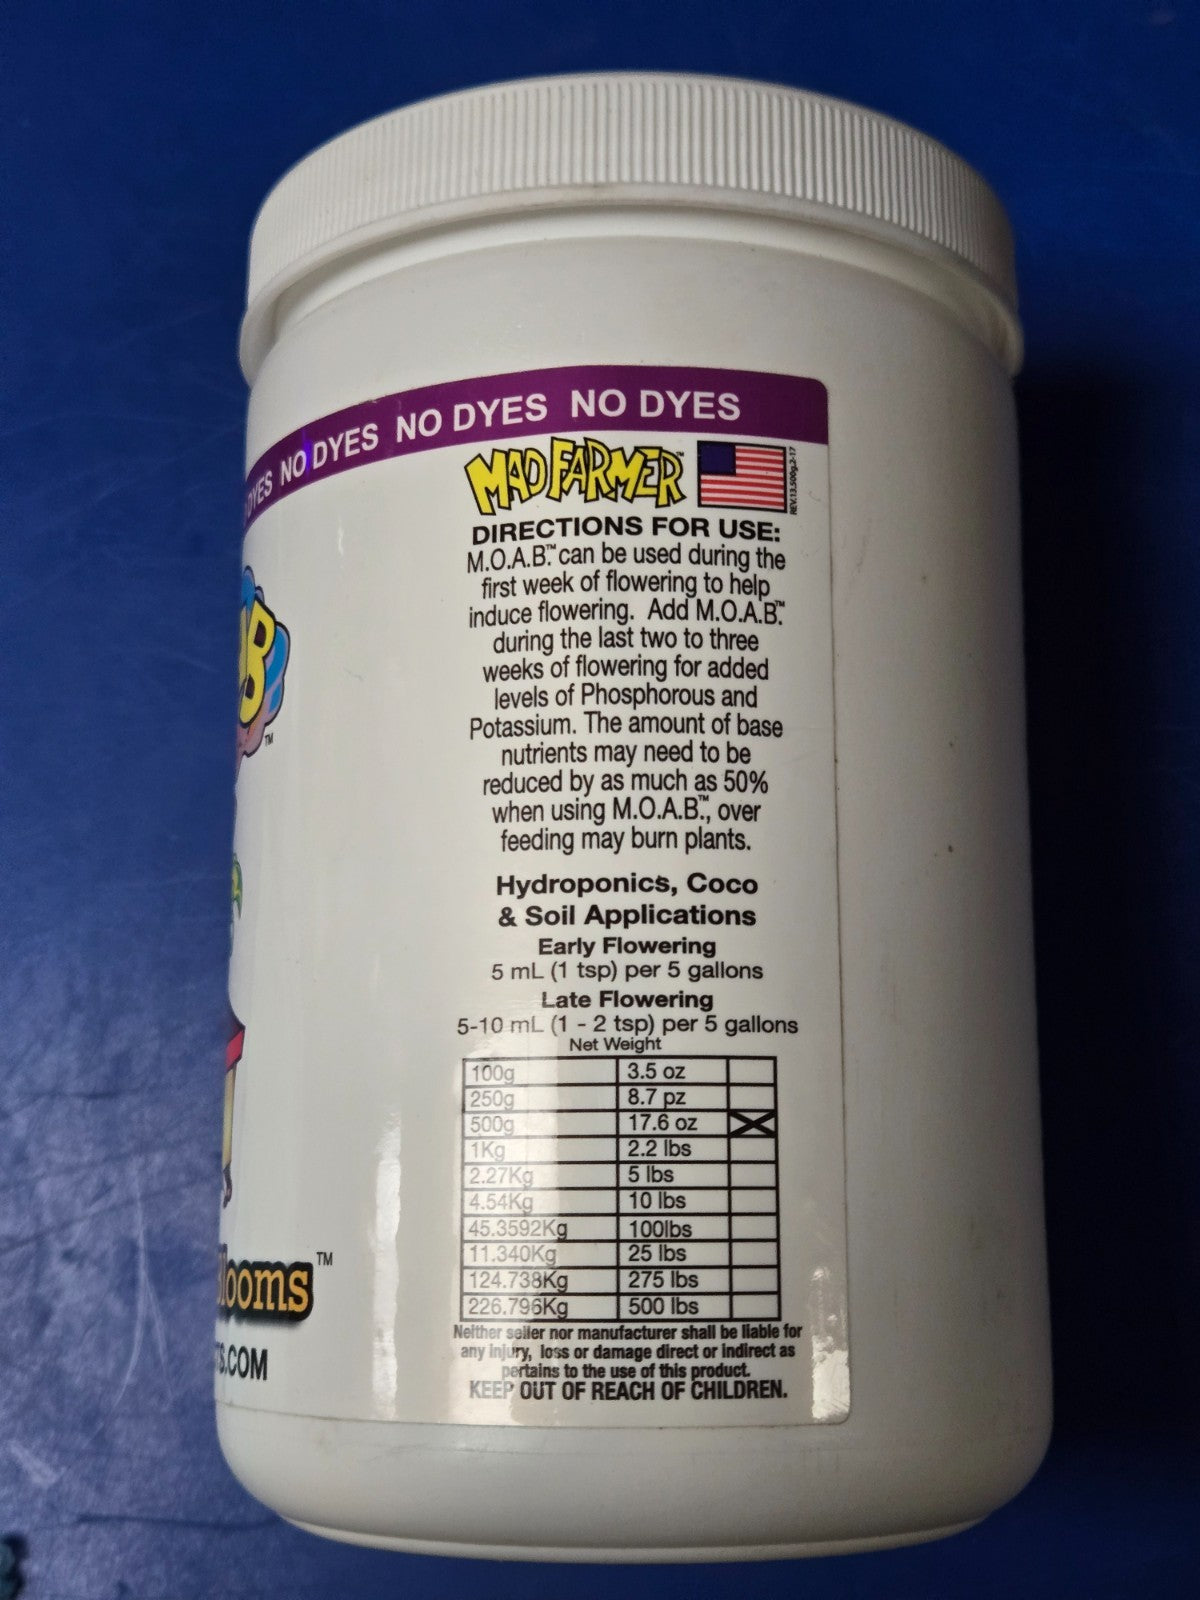 DYES NO DYES NO DYES NO DYES
MAD FARMER™
REV.13.500g.2-17
DIRECTIONS FOR USE:
M.O.A.B.™ can be used during the
first week of flowering to help
induce flowering. Add M.O.A.B.™
during the last two to three
weeks of flowering for added
levels of Phosphorous and
Potassium. The amount of base
nutrients may need to be
reduced by as much as 50%
when using M.O.A.B.™, over
feeding may burn plants.
Hydroponics, Coco
& Soil Applications
Early Flowering
5 mL (1 tsp) per 5 gallons
Late Flowering
5-10 mL (1 - 2 tsp) per 5 gallons
Net Weight
100g 3.5 oz
250g 8.7 pz
500g 17.6 oz X
1Kg 2.2 lbs
2.27Kg 5 lbs
4.54Kg 10 lbs
45.3592Kg 100lbs
11.340Kg 25 lbs
124.738Kg 275 lbs
226.796Kg 500 lbs
Neither seller nor manufacturer shall be liable for
any injury, loss or damage direct or indirect as
pertains to the use of this product.
KEEP OUT OF REACH OF CHILDREN.
B™
looms™
.COM